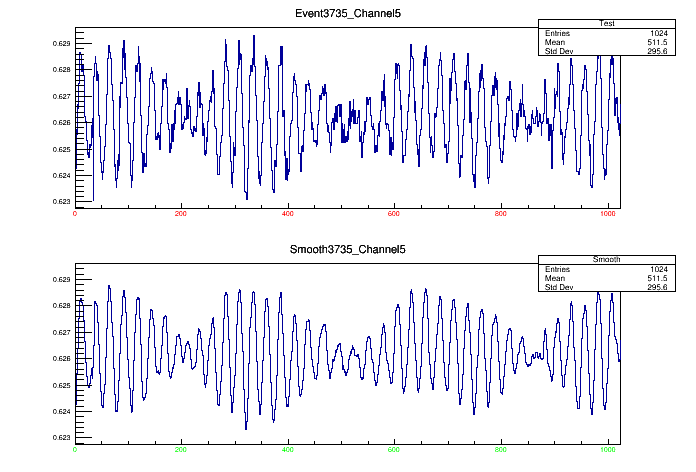 Event3735_Channel5
Test
Entries 1024
Mean 511.5
Std Dev 295.6
0.629
0.628
0.627
0.626
0.625
0.624
0.623
0 200 400 600 800 1000
Smooth3735_Channel5
Smooth
Entries 1024
Mean 511.5
Std Dev 295.6
0.629
0.628
0.627
0.626
0.625
0.624
0.623
0 200 400 600 800 1000